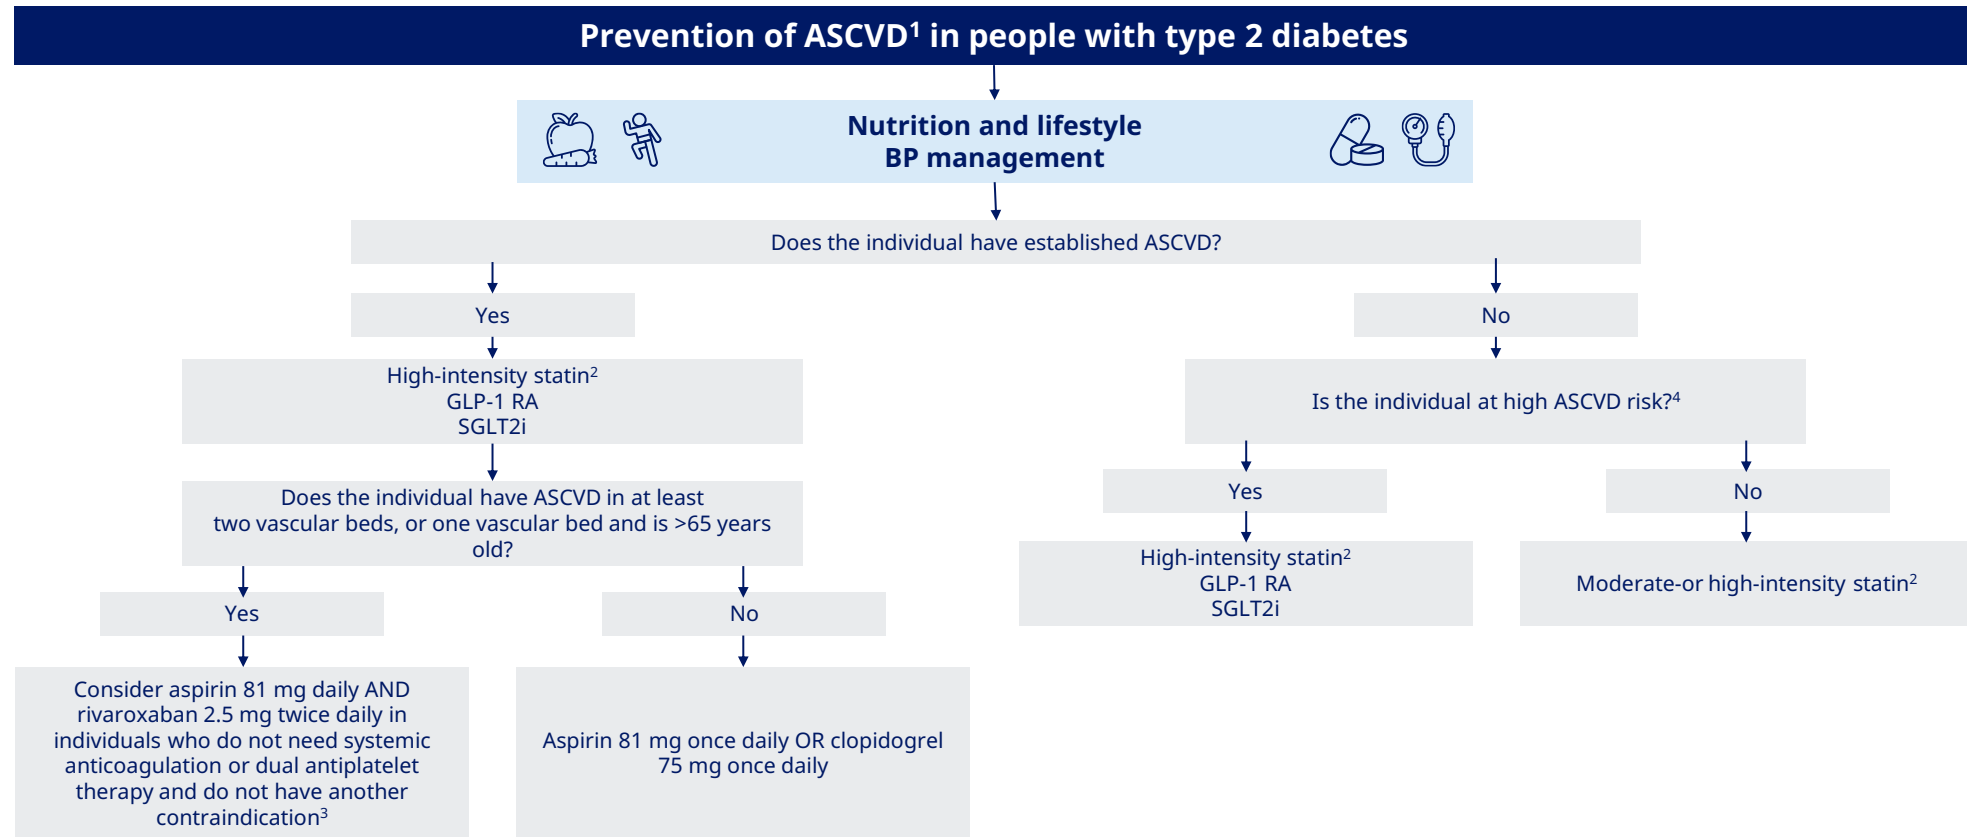 Prevention of ASCVD¹ in people with type 2 diabetes
Nutrition and lifestyle
BP management
Does the individual have established ASCVD?
Yes
No
High-intensity statin²
GLP-1 RA
SGLT2i
Is the individual at high ASCVD risk?⁴
Does the individual have ASCVD in at least
two vascular beds, or one vascular bed and is >65 years
old?
Yes
No
High-intensity statin²
GLP-1 RA
SGLT2i
Moderate-or high-intensity statin²
Yes
No
Consider aspirin 81 mg daily AND
rivaroxaban 2.5 mg twice daily in
individuals who do not need systemic
anticoagulation or dual antiplatelet
therapy and do not have another
contraindication³
Aspirin 81 mg once daily OR clopidogrel
75 mg once daily